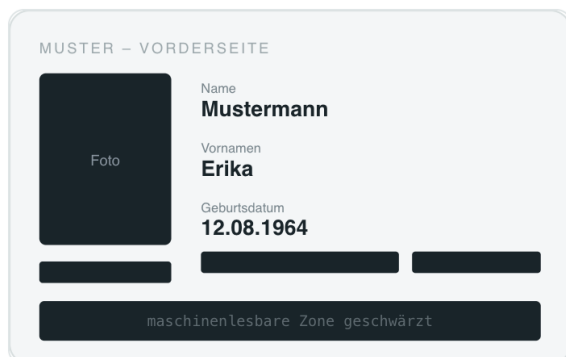 MUSTER – VORDERSEITE
Foto
Name
Mustermann
Vornamen
Erika
Geburtsdatum
12.08.1964
maschinenlesbare Zone geschwärzt